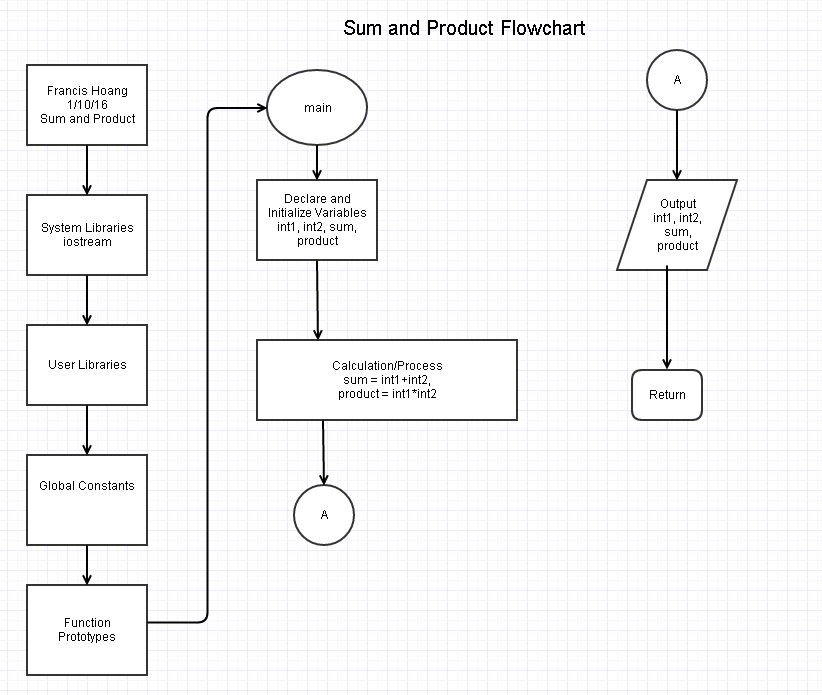 Sum and Product Flowchart
Francis Hoang
1/10/16
Sum and Product
System Libraries
iostream
User Libraries
Global Constants
Function
Prototypes
main
Declare and
Initialize Variables
int1, int2, sum,
product
Calculation/Process
sum = int1+int2,
product = int1*int2
A
A
Output
int1, int2,
sum,
product
Return